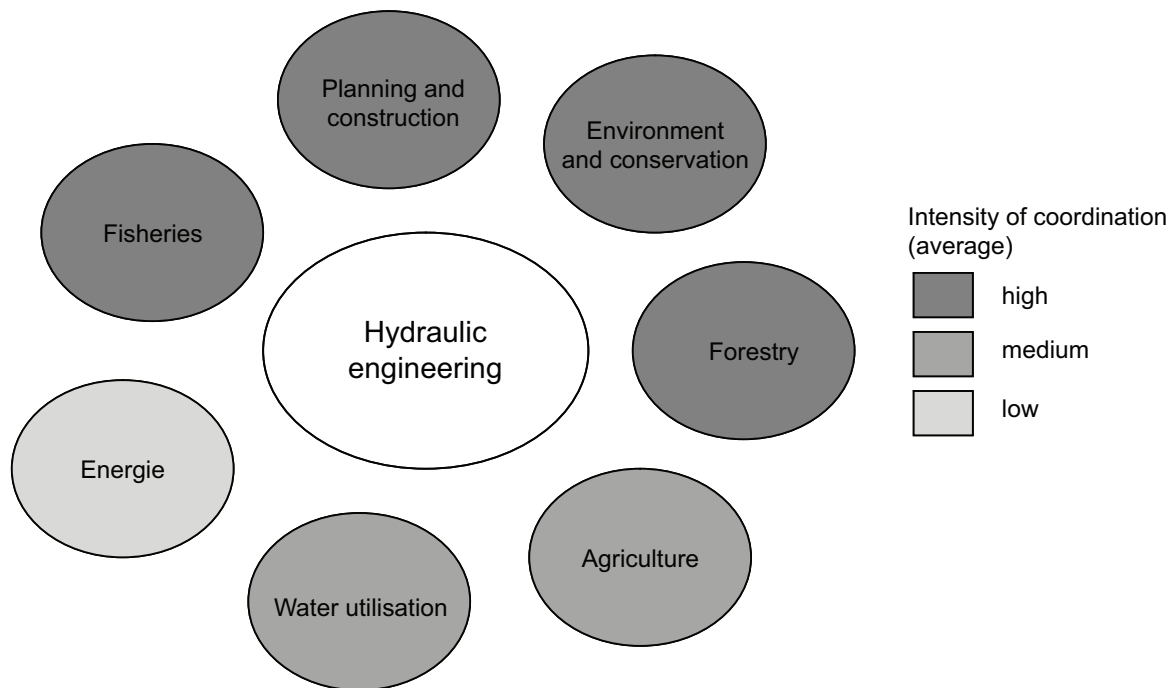 Planning and
construction
Environment
and conservation
Fisheries
Hydraulic
engineering
Forestry
Energie
Agriculture
Water utilisation
Intensity of coordination
(average)
high
medium
low